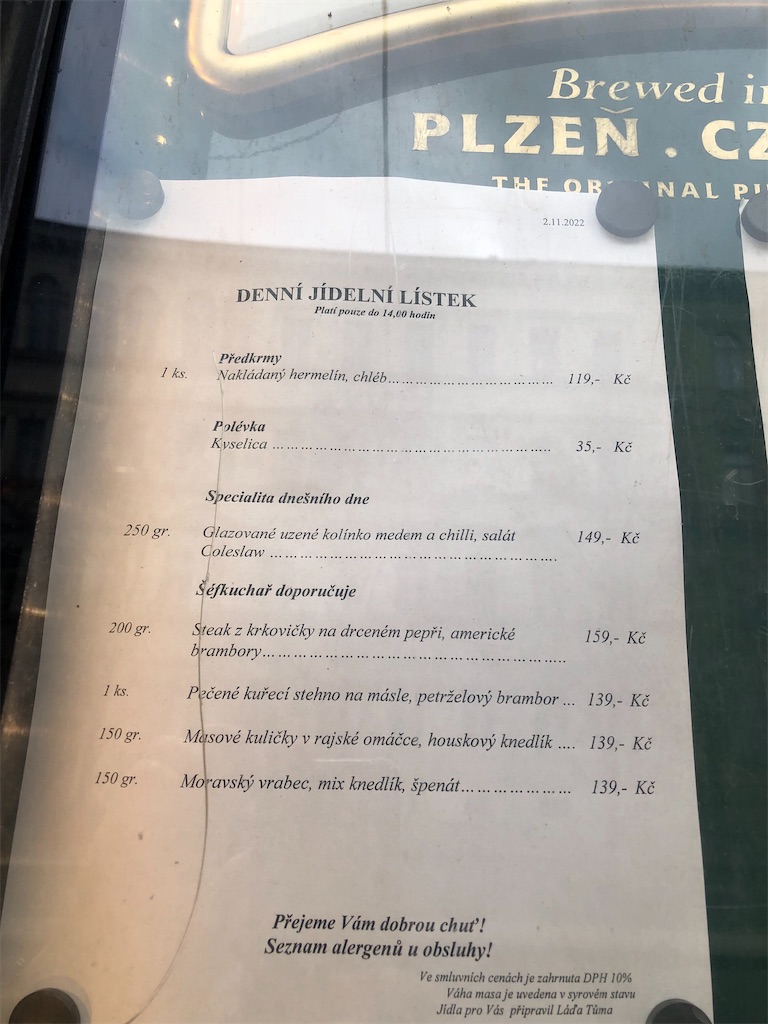 Brewed in
PLZEŇ . CZ
THE OR NAL PI
2.11.2022
DENNÍ JÍDELNÍ LÍSTEK
Platí pouze do 14,00 hodin
Předkrmy
1 ks. Nakládaný hermelín, chléb……………………………… 119,- Kč
Polévka
Kyselica ……………………………………………….. 35,- Kč
Specialita dnešního dne
250 gr. Glazované uzené kolínko medem a chilli, salát 149,- Kč
Coleslaw ……………………………………………….
Šéfkuchař doporučuje
200 gr. Steak z krkovičky na drceném pepři, americké 159,- Kč
brambory…………………………………………………..
1 ks. Pečené kuřecí stehno na másle, petrželový brambor … 139,- Kč
150 gr. Masové kuličky v rajské omáčce, houskový knedlík …. 139,- Kč
150 gr. Moravský vrabec, mix knedlík, špenát………………… 139,- Kč
Přejeme Vám dobrou chuť!
Seznam alergenů u obsluhy!
Ve smluvních cenách je zahrnuta DPH 10%
Váha masa je uvedena v syrovém stavu
Jídla pro Vás připravil Láďa Tůma